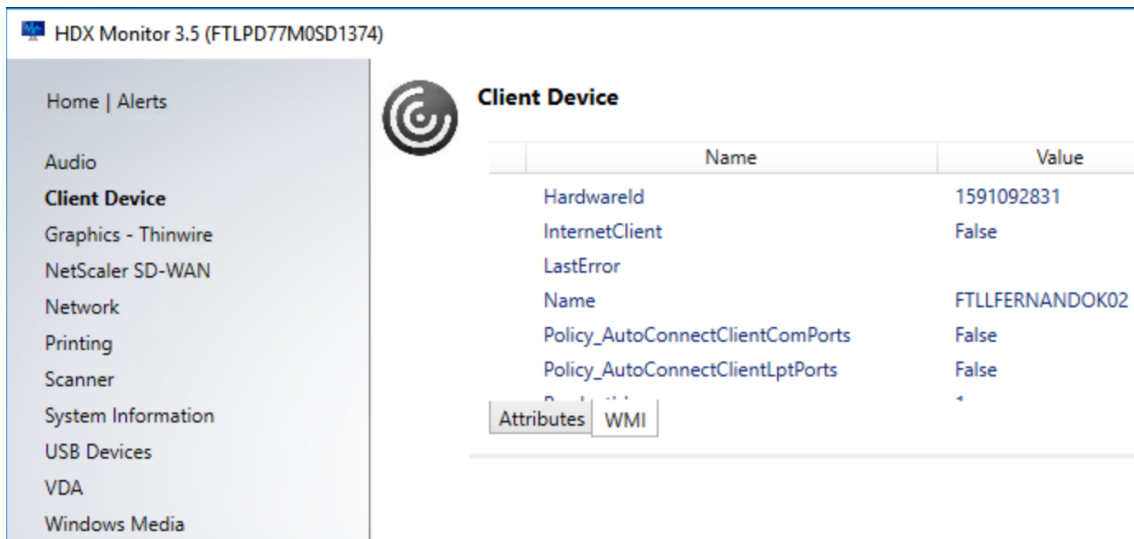 HDX Monitor 3.5 (FTLPD77M0SD1374)
Home | Alerts
Audio
Client Device
Graphics - Thinwire
NetScaler SD-WAN
Network
Printing
Scanner
System Information
USB Devices
VDA
Windows Media
Client Device
Name Value
HardwareId 1591092831
InternetClient False
LastError
Name FTLLFERNANDOK02
Policy_AutoConnectClientComPorts False
Policy_AutoConnectClientLptPorts False
Attributes WMI